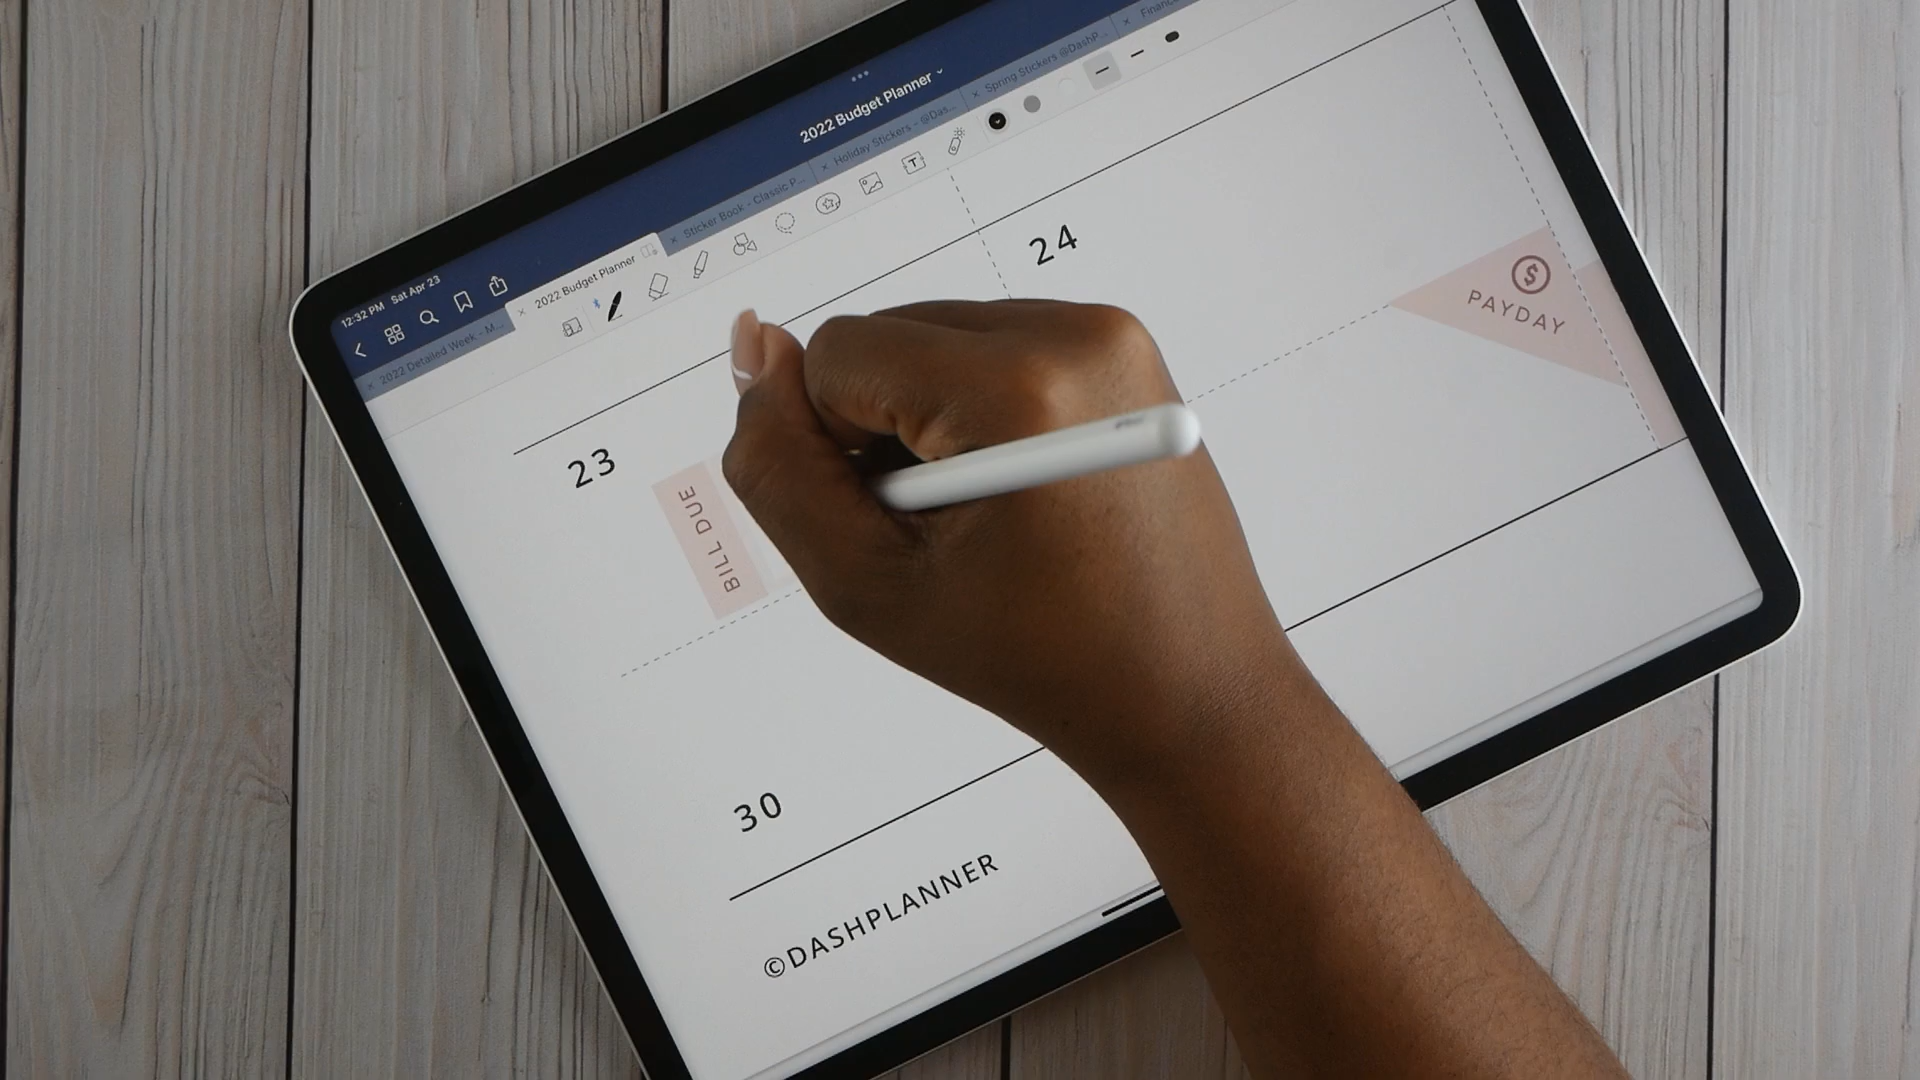 12:32 PM Sat Apr 23
2022 Budget Planner
× 2022 Detailed Week - M...
× 2022 Budget Planner
× Sticker Book - Classic P...
× Holiday Stickers - @Das...
× Spring Stickers @DashP...
× Finance
T
23
24
BILL DUE
$
PAYDAY
30
©DASHPLANNER